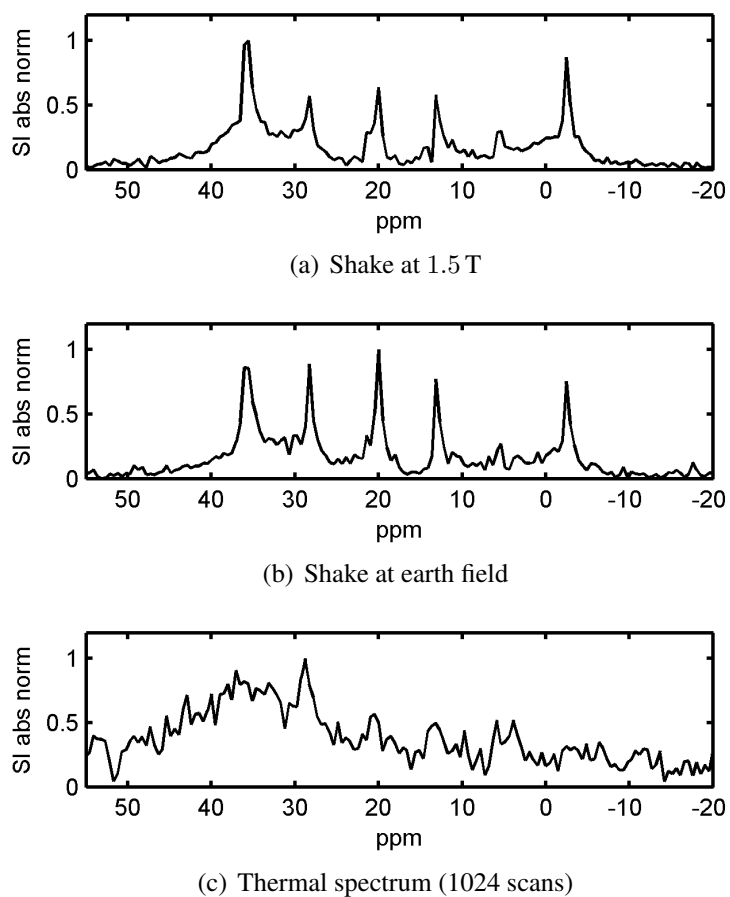 SI abs norm
1
0.5
0
50 40 30 20 10 0 -10 -20
ppm
(a) Shake at 1.5 T
SI abs norm
1
0.5
0
50 40 30 20 10 0 -10 -20
ppm
(b) Shake at earth field
SI abs norm
1
0.5
0
50 40 30 20 10 0 -10 -20
ppm
(c) Thermal spectrum (1024 scans)